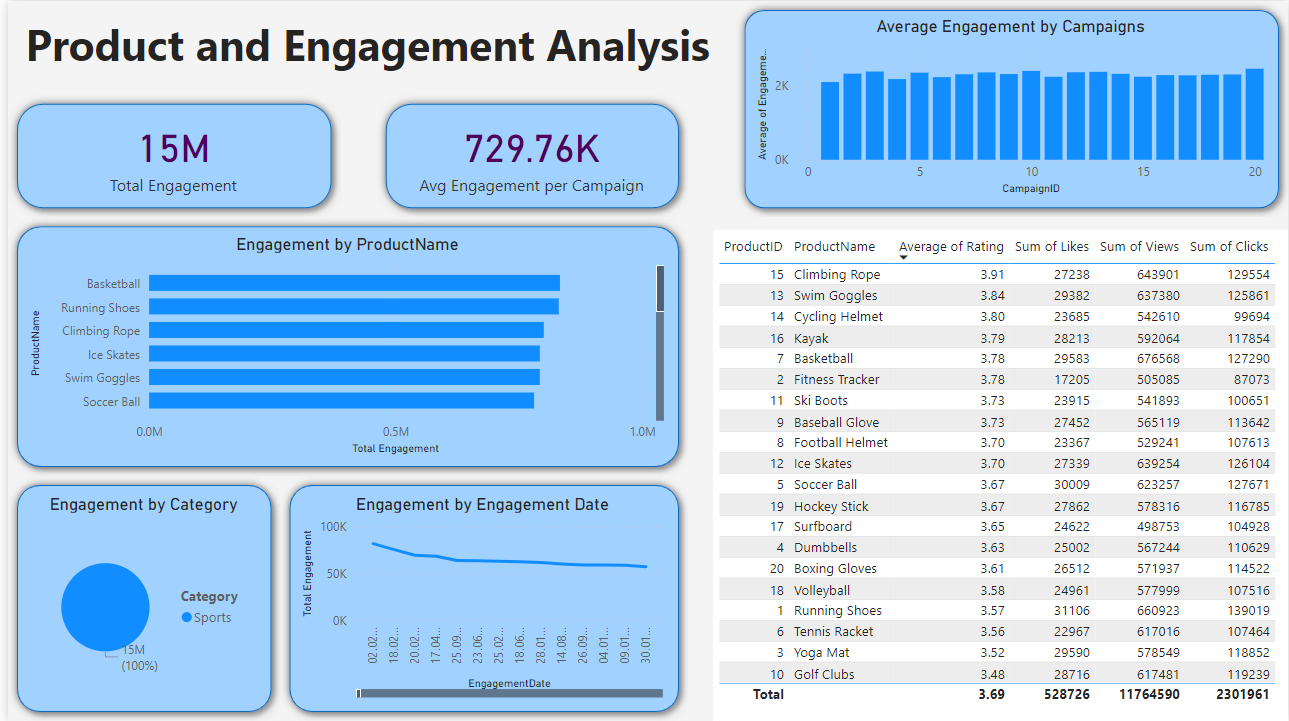 Product and Engagement Analysis
15M
Total Engagement
729.76K
Avg Engagement per Campaign
Average Engagement by Campaigns
Average of Engageme...
2K
0K
0 5 10 15 20
CampaignID
Engagement by ProductName
ProductName
Basketball
Running Shoes
Climbing Rope
Ice Skates
Swim Goggles
Soccer Ball
0.0M 0.5M 1.0M
Total Engagement
Engagement by Category
15M
(100%)
Category
Sports
Engagement by Engagement Date
Total Engagement
100K
50K
0K
02.02...
18.02...
20.02...
17.04...
25.09...
23.06...
25.02...
18.06...
28.01...
14.08...
26.09...
04.01...
09.01...
30.01...
EngagementDate
ProductID ProductName Average of Rating Sum of Likes Sum of Views Sum of Clicks
15 Climbing Rope 3.91 27238 643901 129554
13 Swim Goggles 3.84 29382 637380 125861
14 Cycling Helmet 3.80 23685 542610 99694
16 Kayak 3.79 28213 592064 117854
7 Basketball 3.78 29583 676568 127290
2 Fitness Tracker 3.78 17205 505085 87073
11 Ski Boots 3.73 23915 541893 100651
9 Baseball Glove 3.73 27452 565119 113642
8 Football Helmet 3.70 23367 529241 107613
12 Ice Skates 3.70 27339 639254 126104
5 Soccer Ball 3.67 30009 623257 127671
19 Hockey Stick 3.67 27862 578316 116785
17 Surfboard 3.65 24622 498753 104928
4 Dumbbells 3.63 25002 567244 110629
20 Boxing Gloves 3.61 26512 571937 114522
18 Volleyball 3.58 24961 577999 107516
1 Running Shoes 3.57 31106 660923 139019
6 Tennis Racket 3.56 22967 617016 107464
3 Yoga Mat 3.52 29590 578549 118852
10 Golf Clubs 3.48 28716 617481 119239
Total 3.69 528726 11764590 2301961